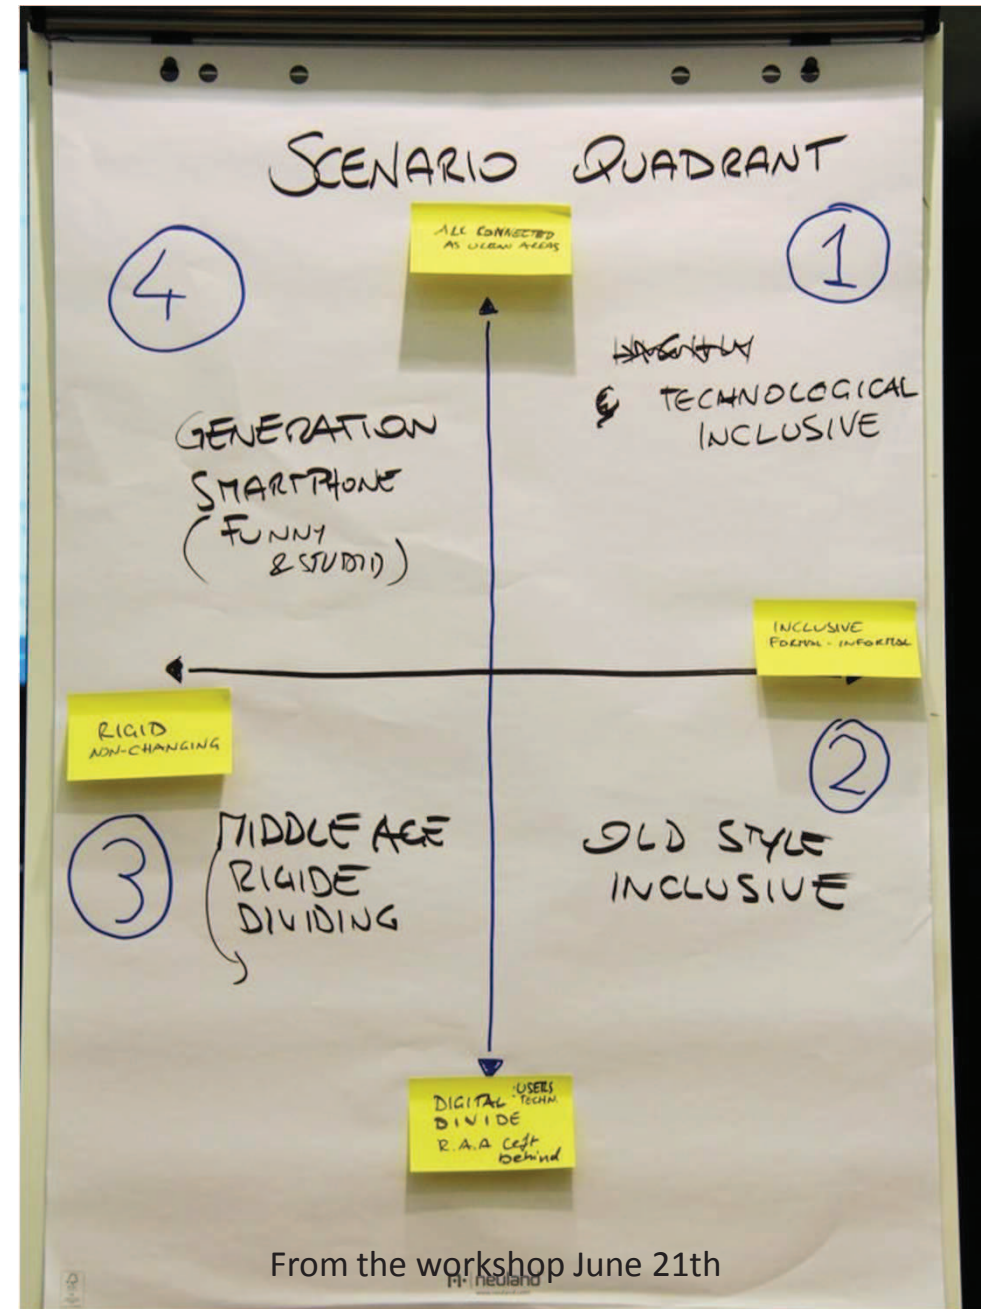 SCENARIO QUADRANT
ALL CONNECTED
AS URBAN AREAS
4
1
TECHNOLOGICAL
INCLUSIVE
GENERATION
SMARTPHONE
(FUNNY
& STUPID)
INCLUSIVE
FORMAL - INFORMAL
RIGID
NON-CHANGING
2
3
MIDDLE AGE
RIGIDE
DIVIDING
OLD STYLE
INCLUSIVE
DIGITAL USERS
TECHN.
DIVIDE
R.A.A Left
behind
From the workshop June 21th
neuland